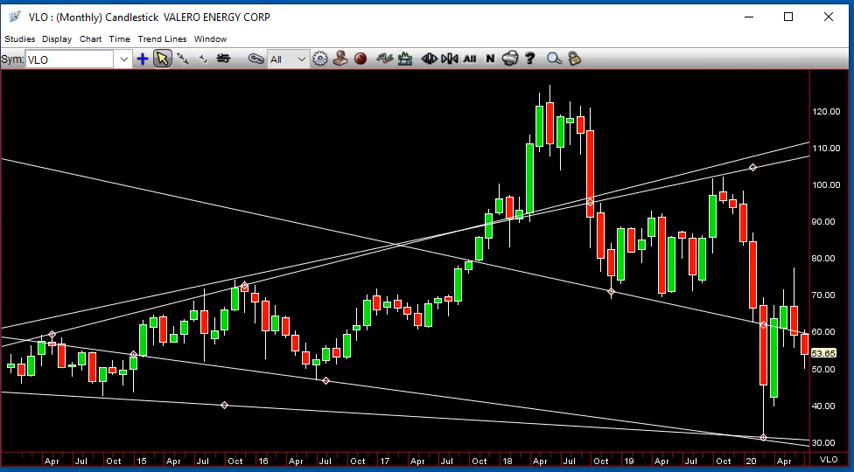 VLO : (Monthly) Candlestick VALERO ENERGY CORP
Studies Display Chart Time Trend Lines Window
Sym: VLO All All N ?
120.00
110.00
100.00
90.00
80.00
70.00
60.00
53.65
50.00
40.00
30.00
Apr Jul Oct 15 Apr Jul Oct 16 Apr Jul Oct 17 Apr Jul Oct 18 Apr Jul Oct 19 Apr Jul Oct 20 Apr VLO